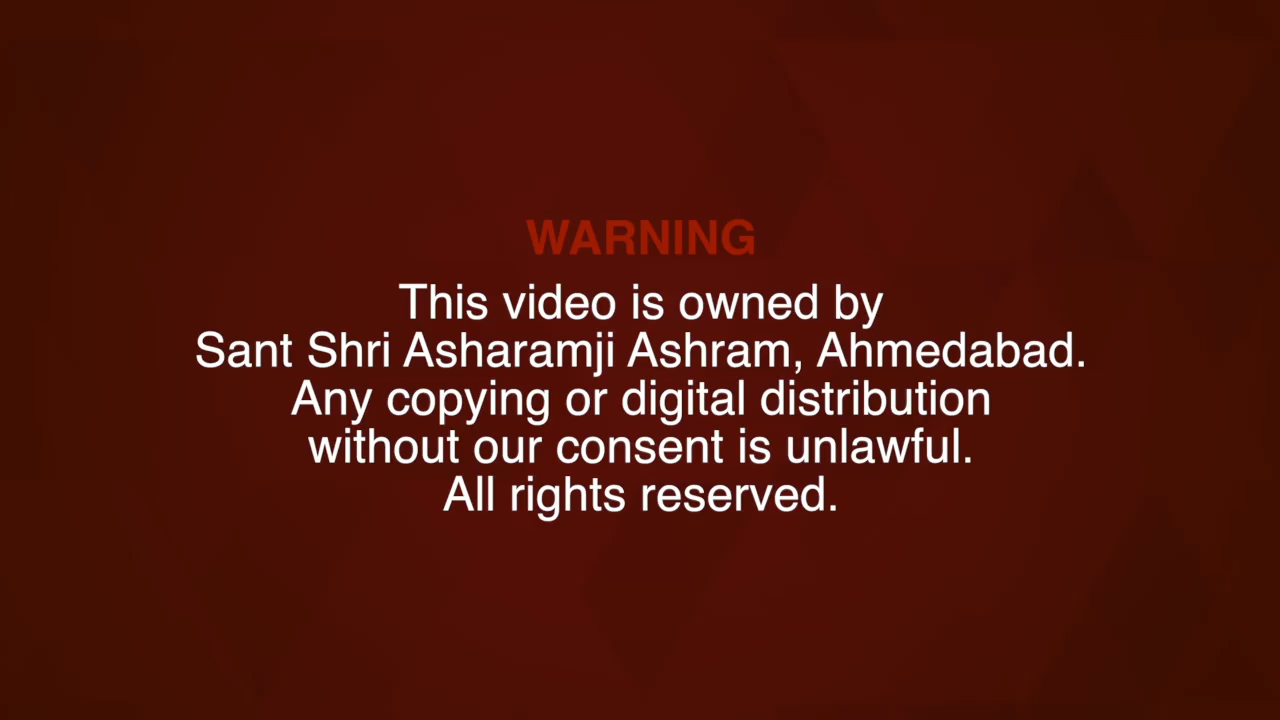 WARNING
This video is owned by
Sant Shri Asharamji Ashram, Ahmedabad.
Any copying or digital distribution
without our consent is unlawful.
All rights reserved.